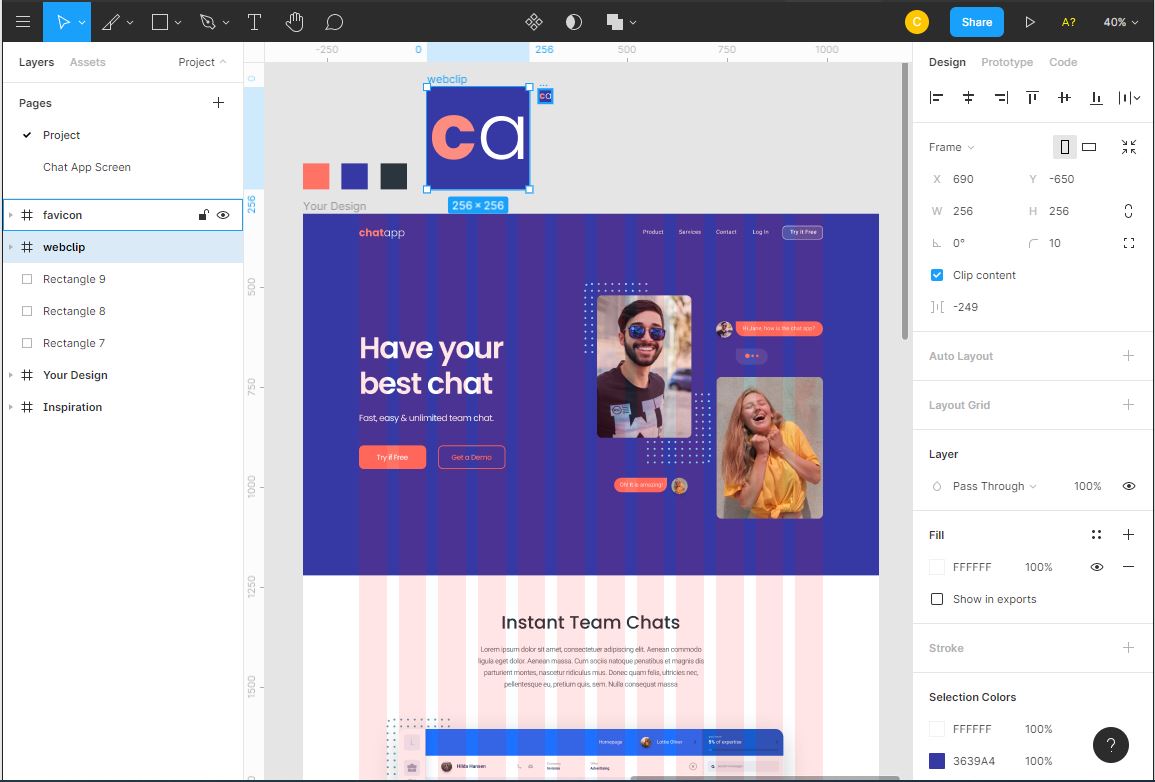 C
Share
A?
40%
Layers
Assets
Project
Pages
Project
Chat App Screen
favicon
webclip
Rectangle 9
Rectangle 8
Rectangle 7
Your Design
Inspiration
-250
0
256
500
750
1000
0
256
500
750
1000
1250
1500
webclip
...
ca
ca
256 × 256
Your Design
chatapp
Product
Services
Contact
Log In
Try it Free
Have your
best chat
Fast, easy & unlimited team chat.
Try if Free
Get a Demo
Hi, Jane, how is the chat app?
Oh! It is amazing!
Instant Team Chats
Lorem ipsum dolor sit amet, consectetuer adipiscing elit. Aenean commodo
ligula eget dolor. Aenean massa. Cum sociis natoque penatibus et magnis dis
parturient montes, nascetur ridiculus mus. Donec quam felis, ultricies nec,
pellentesque eu, pretium quis, sem. Nulla consequat massa
L
Homepage
Lottie Oliver
5% of expertise
Hilda Hansen
Advertising
Design
Prototype
Code
Frame
X
690
Y
-650
W
256
H
256
0°
10
Clip content
-249
Auto Layout
Layout Grid
Layer
Pass Through
100%
Fill
FFFFFF
100%
Show in exports
Stroke
Selection Colors
FFFFFF
100%
3639A4
100%
?